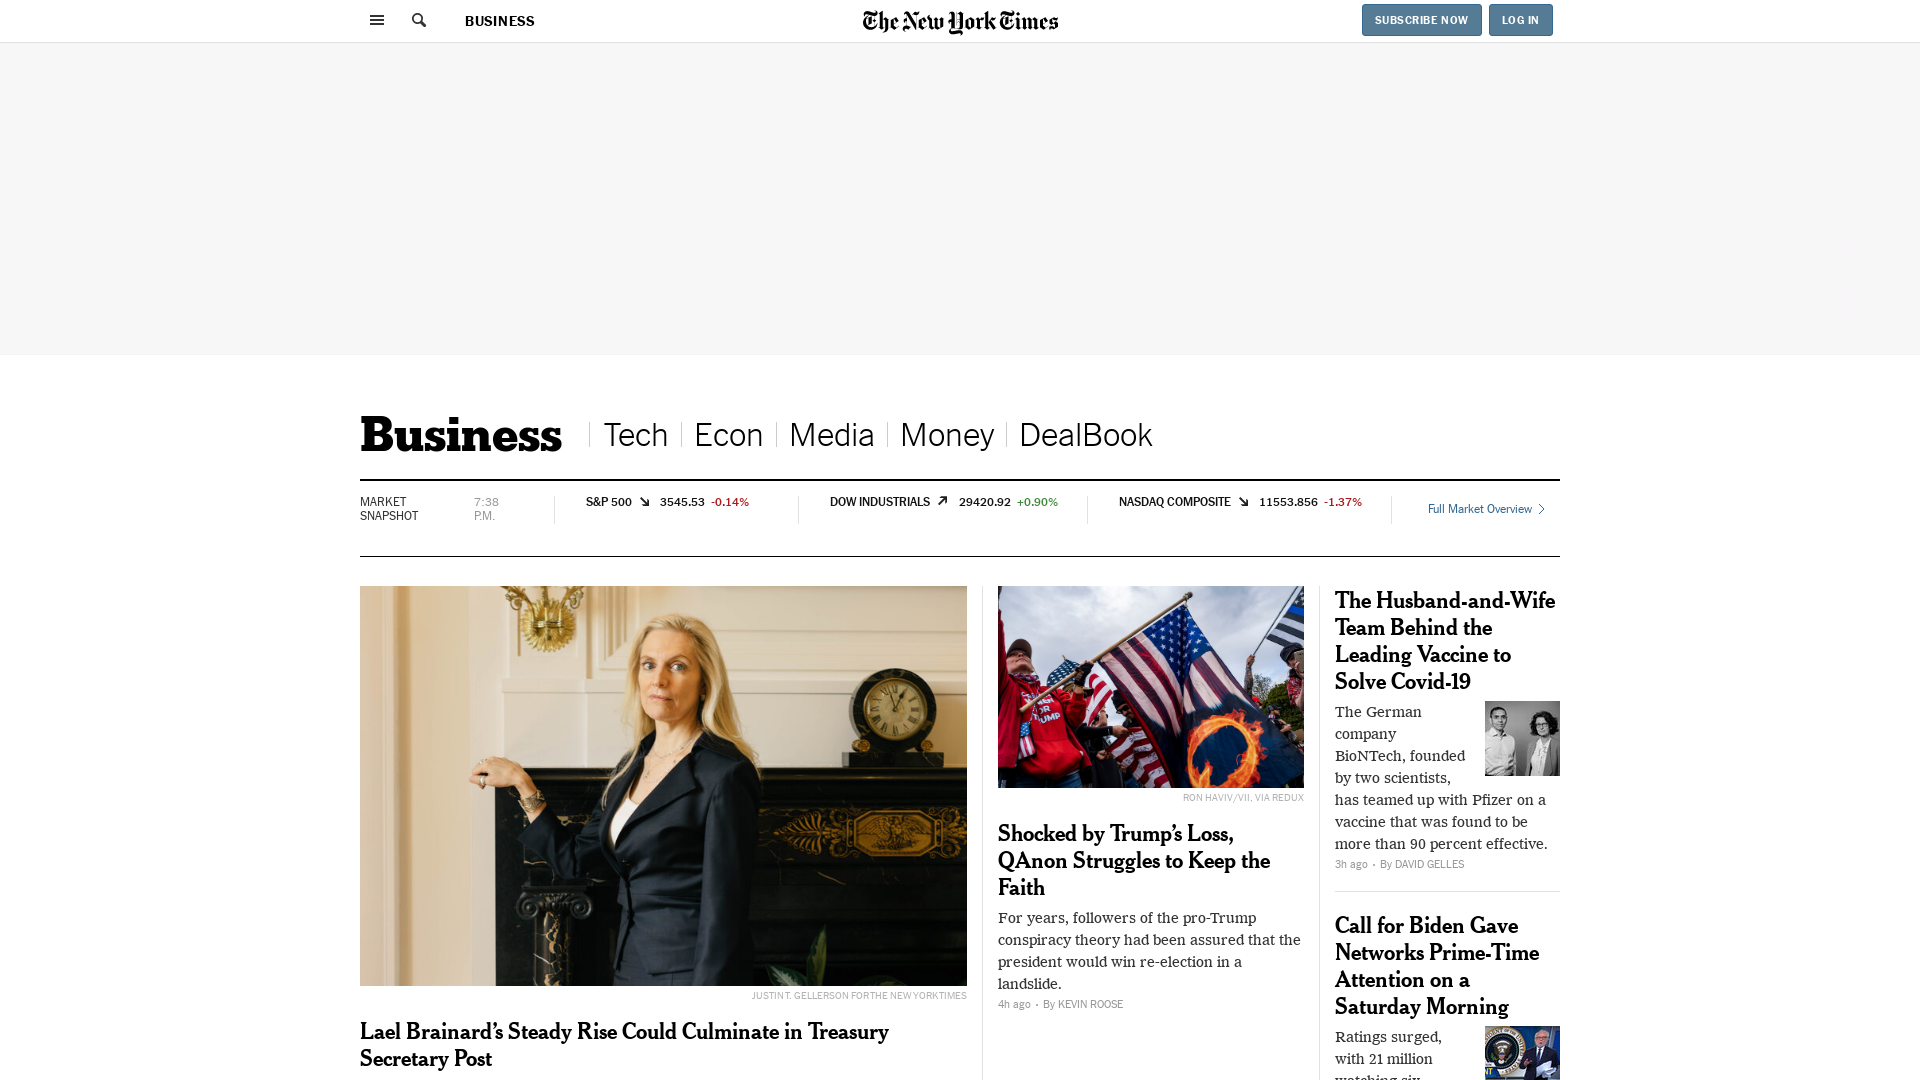 BUSINESS
The New York Times
SUBSCRIBE NOW
LOG IN
Business
Tech
Econ
Media
Money
DealBook
MARKET
SNAPSHOT
7:38
P.M.
S&P 500 3545.53 -0.14%
DOW INDUSTRIALS 29420.92 +0.90%
NASDAQ COMPOSITE 11553.856 -1.37%
Full Market Overview
JUSTIN T. GELLERSON FOR THE NEW YORK TIMES
Lael Brainard’s Steady Rise Could Culminate in Treasury
Secretary Post
RON HAVIV/VII, VIA REDUX
Shocked by Trump’s Loss,
QAnon Struggles to Keep the
Faith
For years, followers of the pro-Trump
conspiracy theory had been assured that the
president would win re-election in a
landslide.
4h ago • By KEVIN ROOSE
The Husband-and-Wife
Team Behind the
Leading Vaccine to
Solve Covid-19
The German
company
BioNTech, founded
by two scientists,
has teamed up with Pfizer on a
vaccine that was found to be
more than 90 percent effective.
3h ago • By DAVID GELLES
Call for Biden Gave
Networks Prime-Time
Attention on a
Saturday Morning
Ratings surged,
with 21 million
watching six